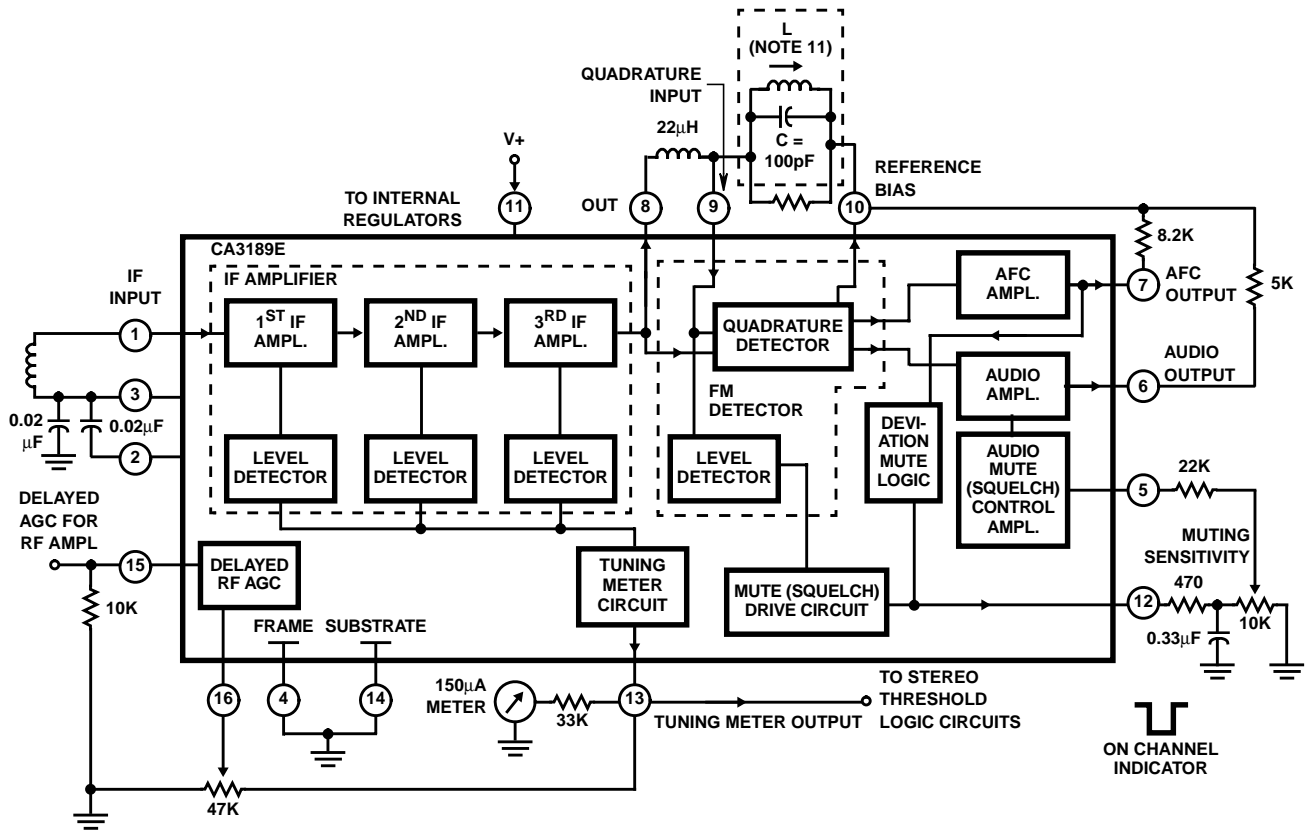 L
(NOTE 11)
QUADRATURE
INPUT
22μH
C =
100pF
V+
REFERENCE
BIAS
TO INTERNAL
REGULATORS
11
OUT
8
9
10
8.2K
CA3189E
IF
INPUT
IF AMPLIFIER
AFC
AMPL.
7
AFC
OUTPUT
5K
1
1ST IF
AMPL.
2ND IF
AMPL.
3RD IF
AMPL.
QUADRATURE
DETECTOR
AUDIO
AMPL.
AUDIO
OUTPUT
6
3
0.02
μF
0.02μF
2
FM
DETECTOR
LEVEL
DETECTOR
LEVEL
DETECTOR
LEVEL
DETECTOR
LEVEL
DETECTOR
DEVI-
ATION
MUTE
LOGIC
AUDIO
MUTE
(SQUELCH)
CONTROL
AMPL.
5
22K
DELAYED
AGC FOR
RF AMPL
15
DELAYED
RF AGC
10K
TUNING
METER
CIRCUIT
MUTE (SQUELCH)
DRIVE CIRCUIT
MUTING
SENSITIVITY
12
470
10K
0.33μF
FRAME
SUBSTRATE
16
4
14
150μA
METER
33K
13
TUNING METER OUTPUT
TO STEREO
THRESHOLD
LOGIC CIRCUITS
47K
ON CHANNEL
INDICATOR